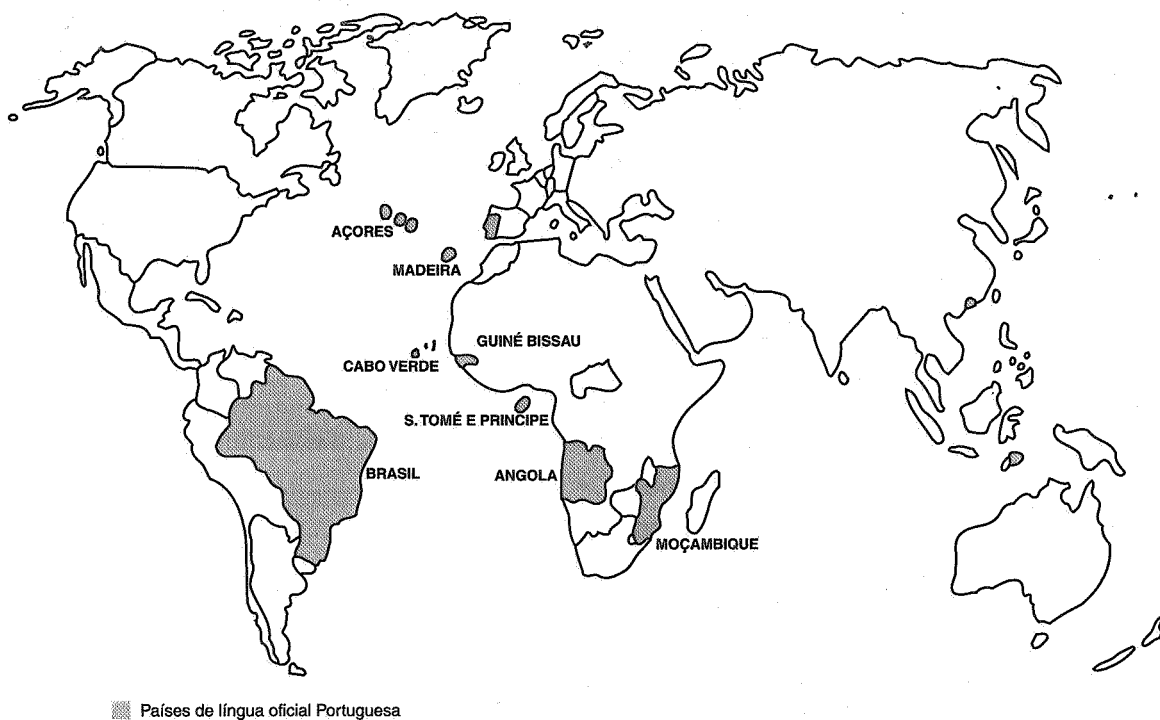 AÇORES
MADEIRA
GUINÉ BISSAU
CABO VERDE
S. TOMÉ E PRINCIPE
BRASIL
ANGOLA
MOÇAMBIQUE
Países de língua oficial Portuguesa